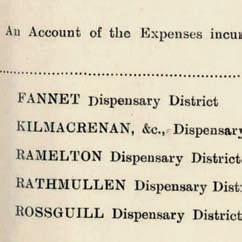 An Account of the Expenses incur
FANNET Dispensary District
KILMACRENAN, &c., Dispensary
RAMELTON Dispensary District
RATHMULLEN Dispensary Dist
ROSSGUILL Dispensary District